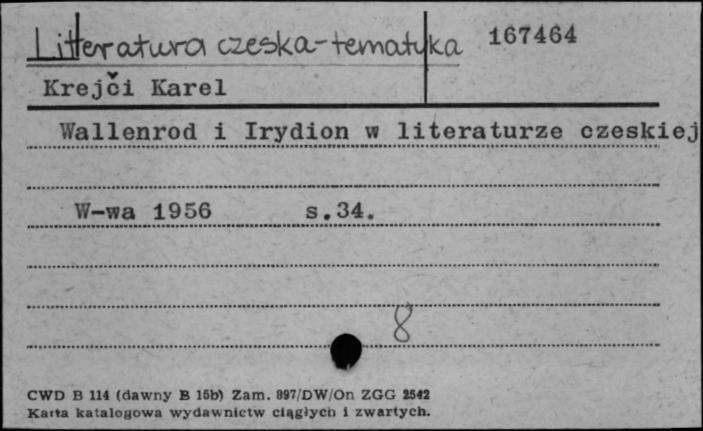 Litteratura czeska-tematyka 167464
Krejči Karel
Wallenrod i Irydion w literaturze czeskiej
W-wa 1956 s.34.
8
CWD B 114 (dawny B 15b) Zam. 897/DW/On ZGG 2542
Karta katalogowa wydawnictw ciągłych i zwartych.